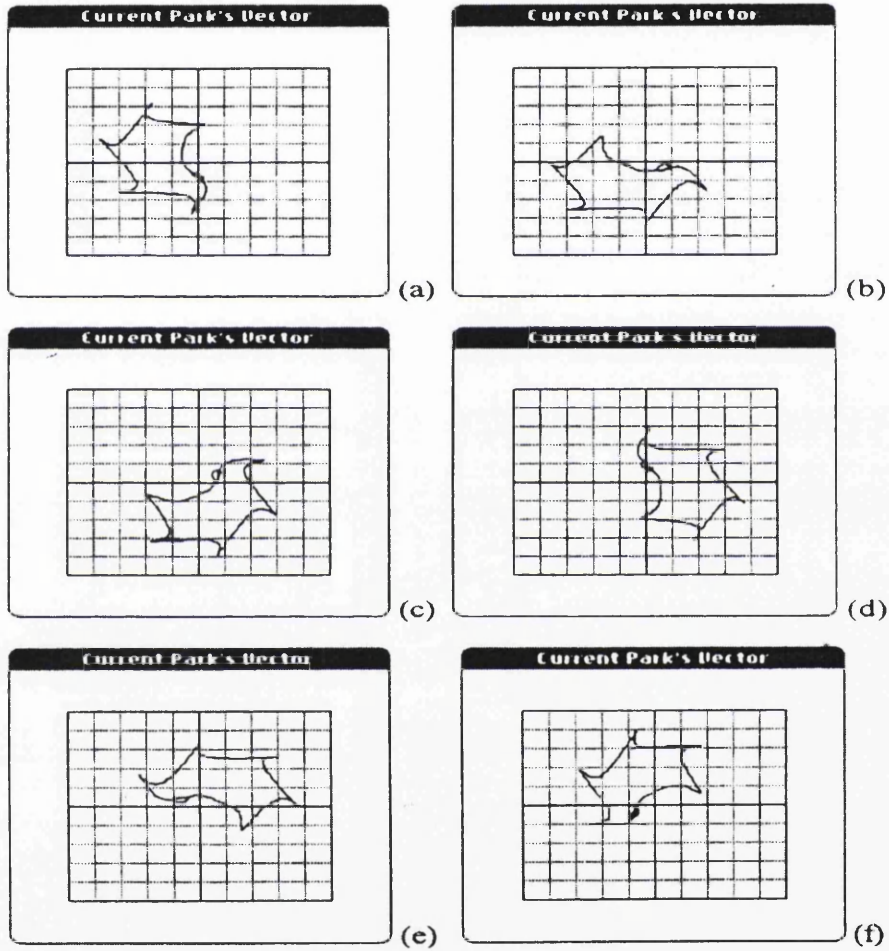 Current Park's Vector
Current Park's Vector
(a)
(b)
Current Park's Vector
Current Park's Vector
(c)
(d)
Current Park's Vector
Current Park's Vector
(e)
(f)